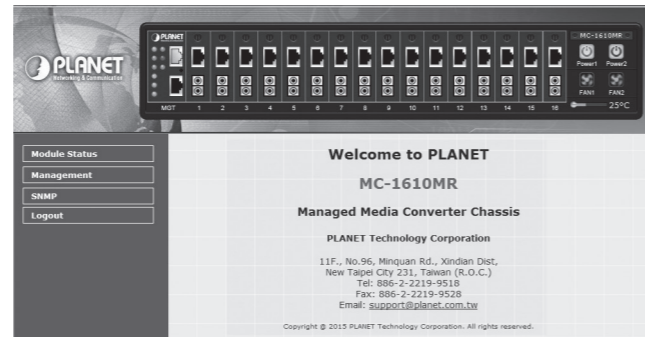 PLANET
Networking & Communication
PLANET
MC-1610MR
Power1 Power2
FAN1 FAN2
25°C
MGT 1 2 3 4 5 6 7 8 9 10 11 12 13 14 15 16
Module Status
Management
SNMP
Logout
Welcome to PLANET
MC-1610MR
Managed Media Converter Chassis
PLANET Technology Corporation
11F., No.96, Minquan Rd., Xindian Dist,
New Taipei City 231, Taiwan (R.O.C.)
Tel: 886-2-2219-9518
Fax: 886-2-2219-9528
Email: support@planet.com.tw
Copyright @ 2015 PLANET Technology Corporation. All rights reserved.